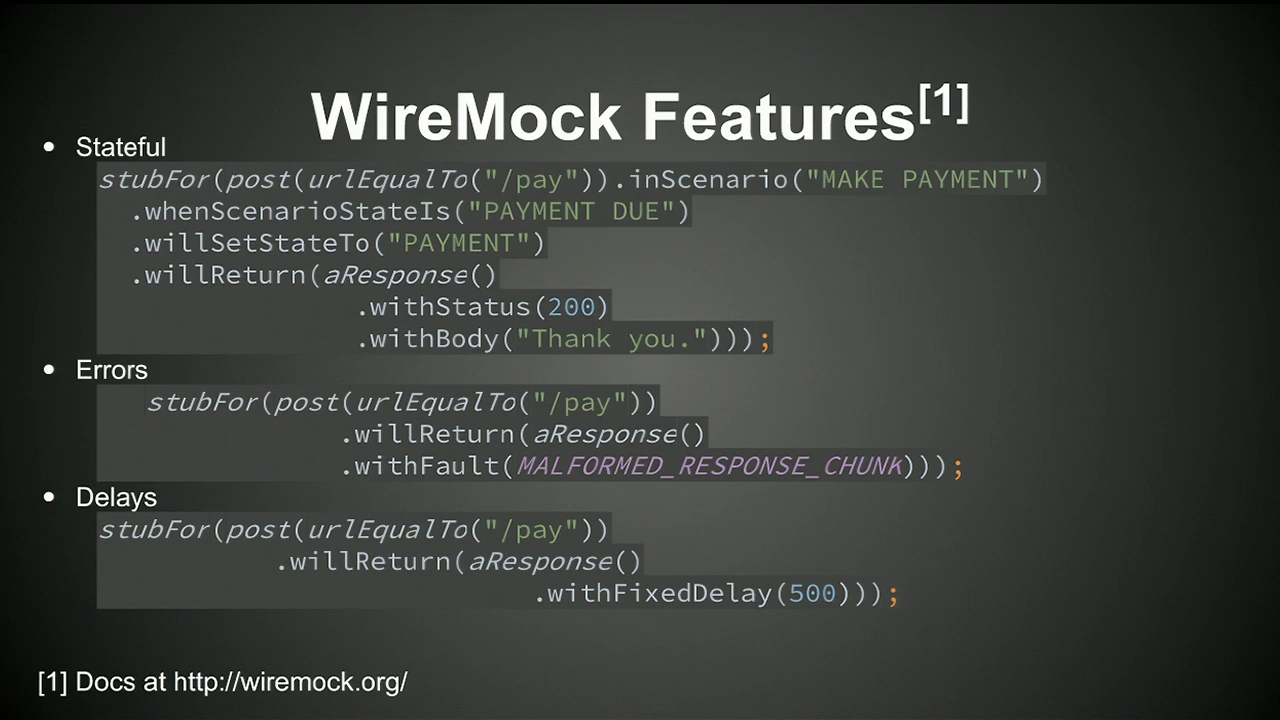 WireMock Features[1]
• Stateful
stubFor(post(urlEqualTo("/pay")).inScenario("MAKE PAYMENT")
.whenScenarioStateIs("PAYMENT DUE")
.willSetStateTo("PAYMENT")
.willReturn(aResponse()
.withStatus(200)
.withBody("Thank you.")));
• Errors
stubFor(post(urlEqualTo("/pay"))
.willReturn(aResponse()
.withFault(MALFORMED_RESPONSE_CHUNK)));
• Delays
stubFor(post(urlEqualTo("/pay"))
.willReturn(aResponse()
.withFixedDelay(500)));
[1] Docs at http://wiremock.org/